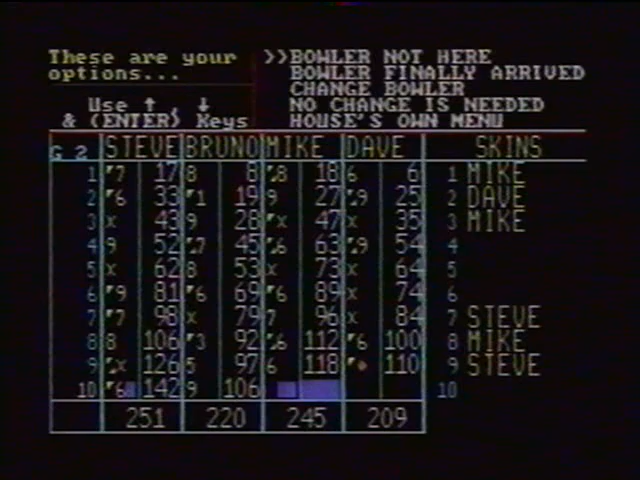 These are your >>BOWLER NOT HERE
options... BOWLER FINALLY ARRIVED
CHANGE BOWLER
Use ↑ , ↓ NO CHANGE IS NEEDED
& (ENTER) Keys HOUSE'S OWN MENU
G 2 STEVE BRUNO MIKE DAVE SKINS
1 7 17 8 8 8 18 6 6 1 MIKE
2 6 33 1 19 9 27 9 25 2 DAVE
3 x 43 9 28 x 47 x 35 3 MIKE
4 9 52 7 45 6 63 9 54 4
5 x 62 8 53 x 73 x 64 5
6 9 81 6 69 6 89 x 74 6
7 7 98 x 79 7 96 x 84 7 STEVE
8 8 106 3 92 6 112 6 100 8 MIKE
9 x 126 5 97 6 118 110 9 STEVE
10 6 142 9 106 10
251 220 245 209